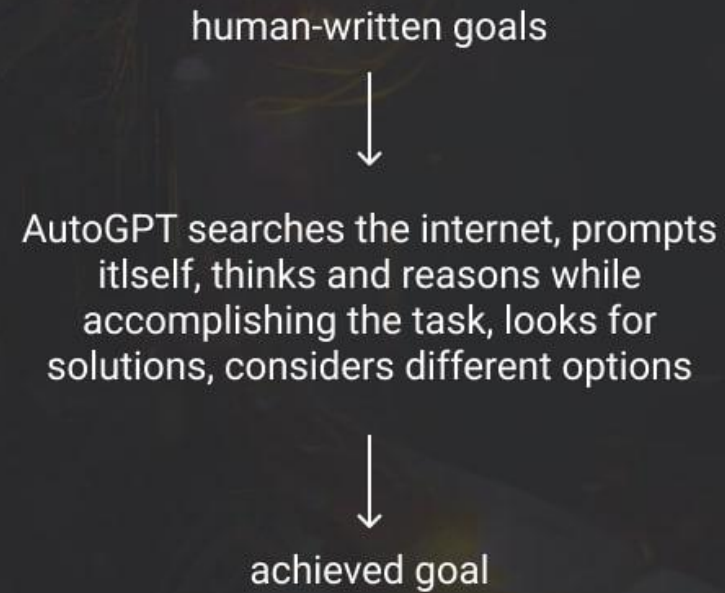 human-written goals
AutoGPT searches the internet, prompts
itlself, thinks and reasons while
accomplishing the task, looks for
solutions, considers different options
achieved goal